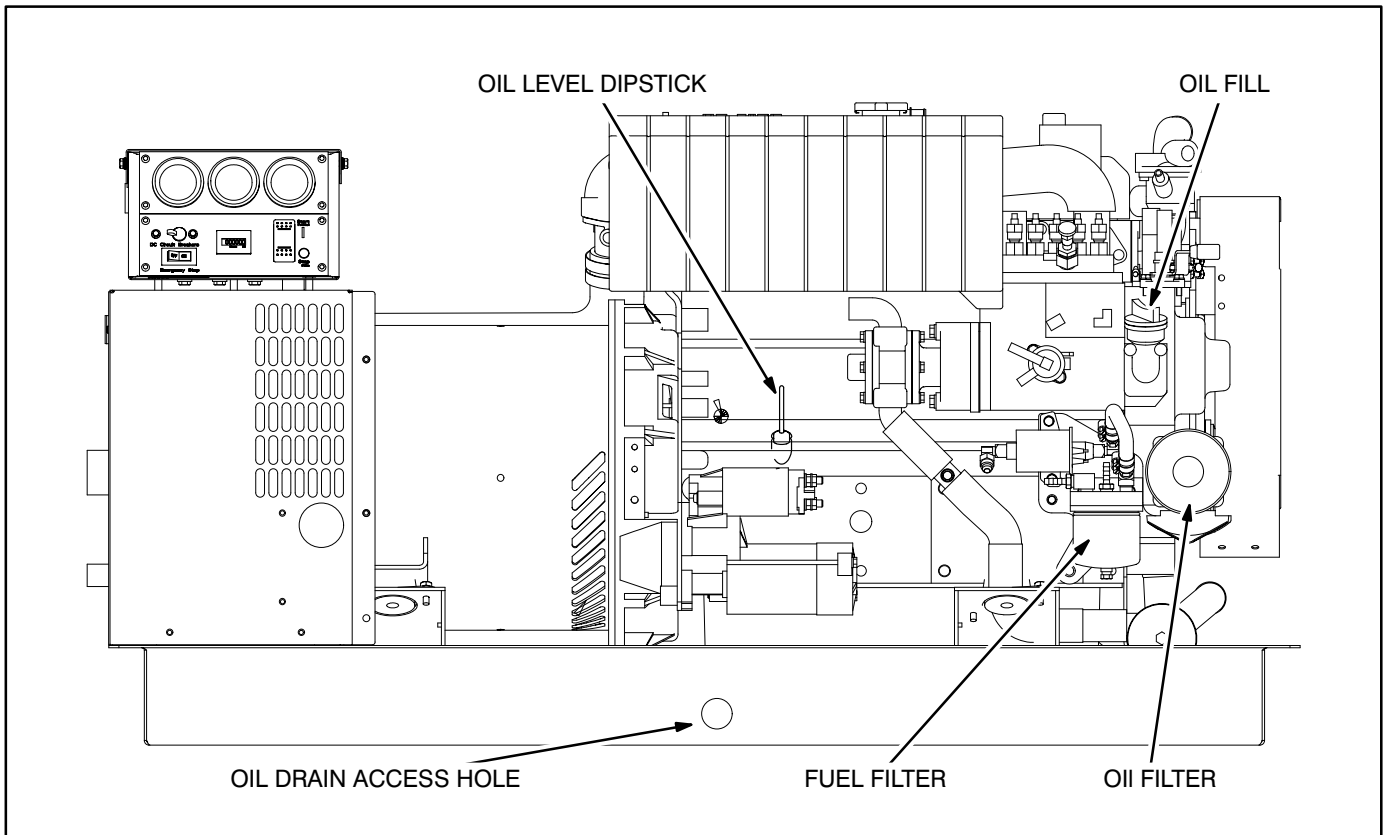 OIL LEVEL DIPSTICK
OIL FILL
DC Circuit Breakers
Emergency Stop
OIL DRAIN ACCESS HOLE
FUEL FILTER
OIl FILTER